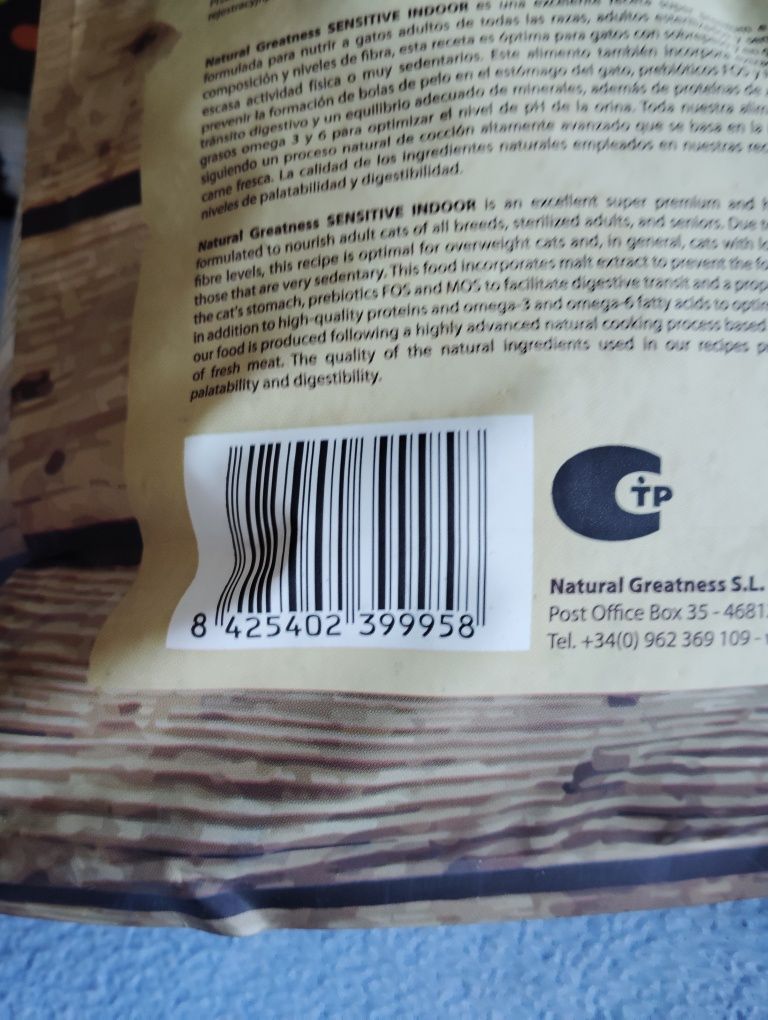 Natural Greatness SENSITIVE INDOOR es una excelente receta super
formulada para nutrir a gatos adultos de todas las razas, adultos
composición y niveles de fibra, esta receta es óptima para gatos con
escasa actividad física o muy sedentarios. Este alimento también incorpora
prevenir la formación de bolas de pelo en el estómago del gato, prebióticos FOS y
tránsito digestivo y un equilibrio adecuado de minerales, además de proteínas de
grasos omega 3 y 6 para optimizar el nivel de pH de la orina. Toda nuestra
siguiendo un proceso natural de cocción altamente avanzado que se basa en la
carne fresca. La calidad de los ingredientes naturales empleados en nuestras
niveles de palatabilidad y digestibilidad.
Natural Greatness SENSITIVE INDOOR is an excellent super premium and
formulated to nourish adult cats of all breeds, sterilized adults, and seniors. Due
fibre levels, this recipe is optimal for overweight cats and, in general, cats with
those that are very sedentary. This food incorporates malt extract to prevent the
the cat's stomach, prebiotics FOS and MOS to facilitate digestive transit and a
in addition to high-quality proteins and omega-3 and omega-6 fatty acids to
our food is produced following a highly advanced natural cooking process based
of fresh meat. The quality of the natural ingredients used in our recipes
palatability and digestibility.
CTP
8 425402 399958
Natural Greatness S.L.
Post Office Box 35 - 4681
Tel. +34(0) 962 369 109 -